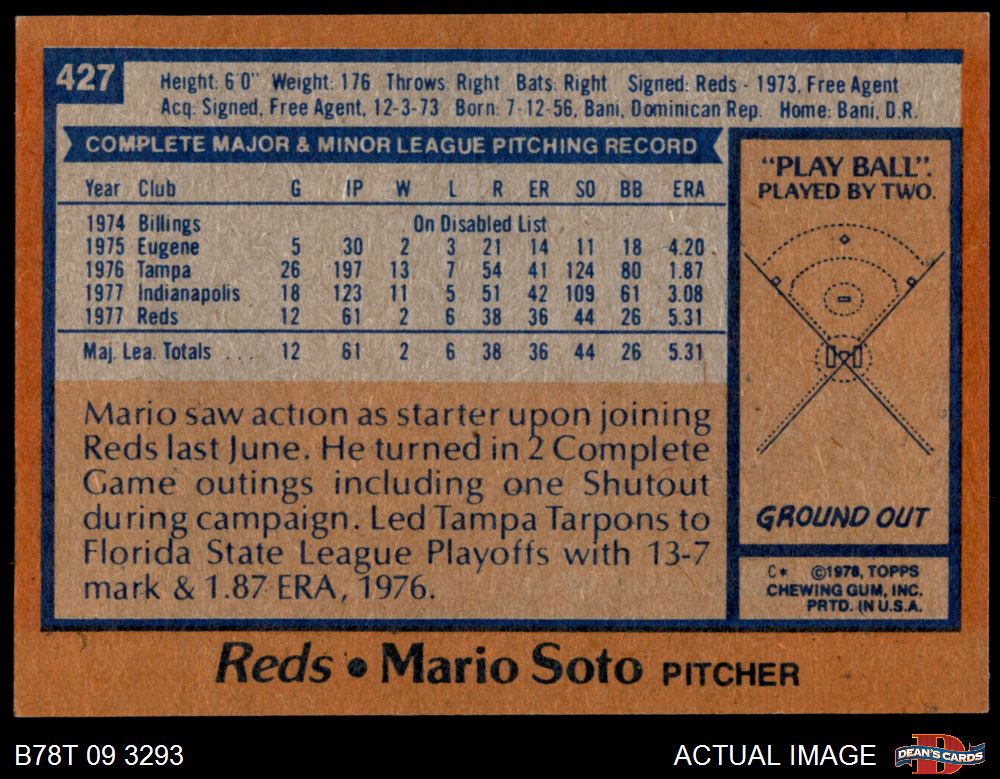 427
Height: 6'0" Weight: 176 Throws: Right Bats: Right Signed: Reds - 1973, Free Agent
Acq: Signed, Free Agent, 12-3-73 Born: 7-12-56, Bani, Dominican Rep. Home: Bani, D.R.
COMPLETE MAJOR & MINOR LEAGUE PITCHING RECORD
Year Club G IP W L R ER SO BB ERA
1974 Billings On Disabled List
1975 Eugene 5 30 2 3 21 14 11 18 4.20
1976 Tampa 26 197 13 7 54 41 124 80 1.87
1977 Indianapolis 18 123 11 5 51 42 109 61 3.08
1977 Reds 12 61 2 6 38 36 44 26 5.31
Maj. Lea. Totals . . . 12 61 2 6 38 36 44 26 5.31
Mario saw action as starter upon joining
Reds last June. He turned in 2 Complete
Game outings including one Shutout
during campaign. Led Tampa Tarpons to
Florida State League Playoffs with 13-7
mark & 1.87 ERA, 1976.
"PLAY BALL".
PLAYED BY TWO.
GROUND OUT
C* ©1978, TOPPS
CHEWING GUM, INC.
PRTD. IN U.S.A.
Reds • Mario Soto PITCHER
B78T 09 3293
ACTUAL IMAGE
D
DEAN'S CARDS